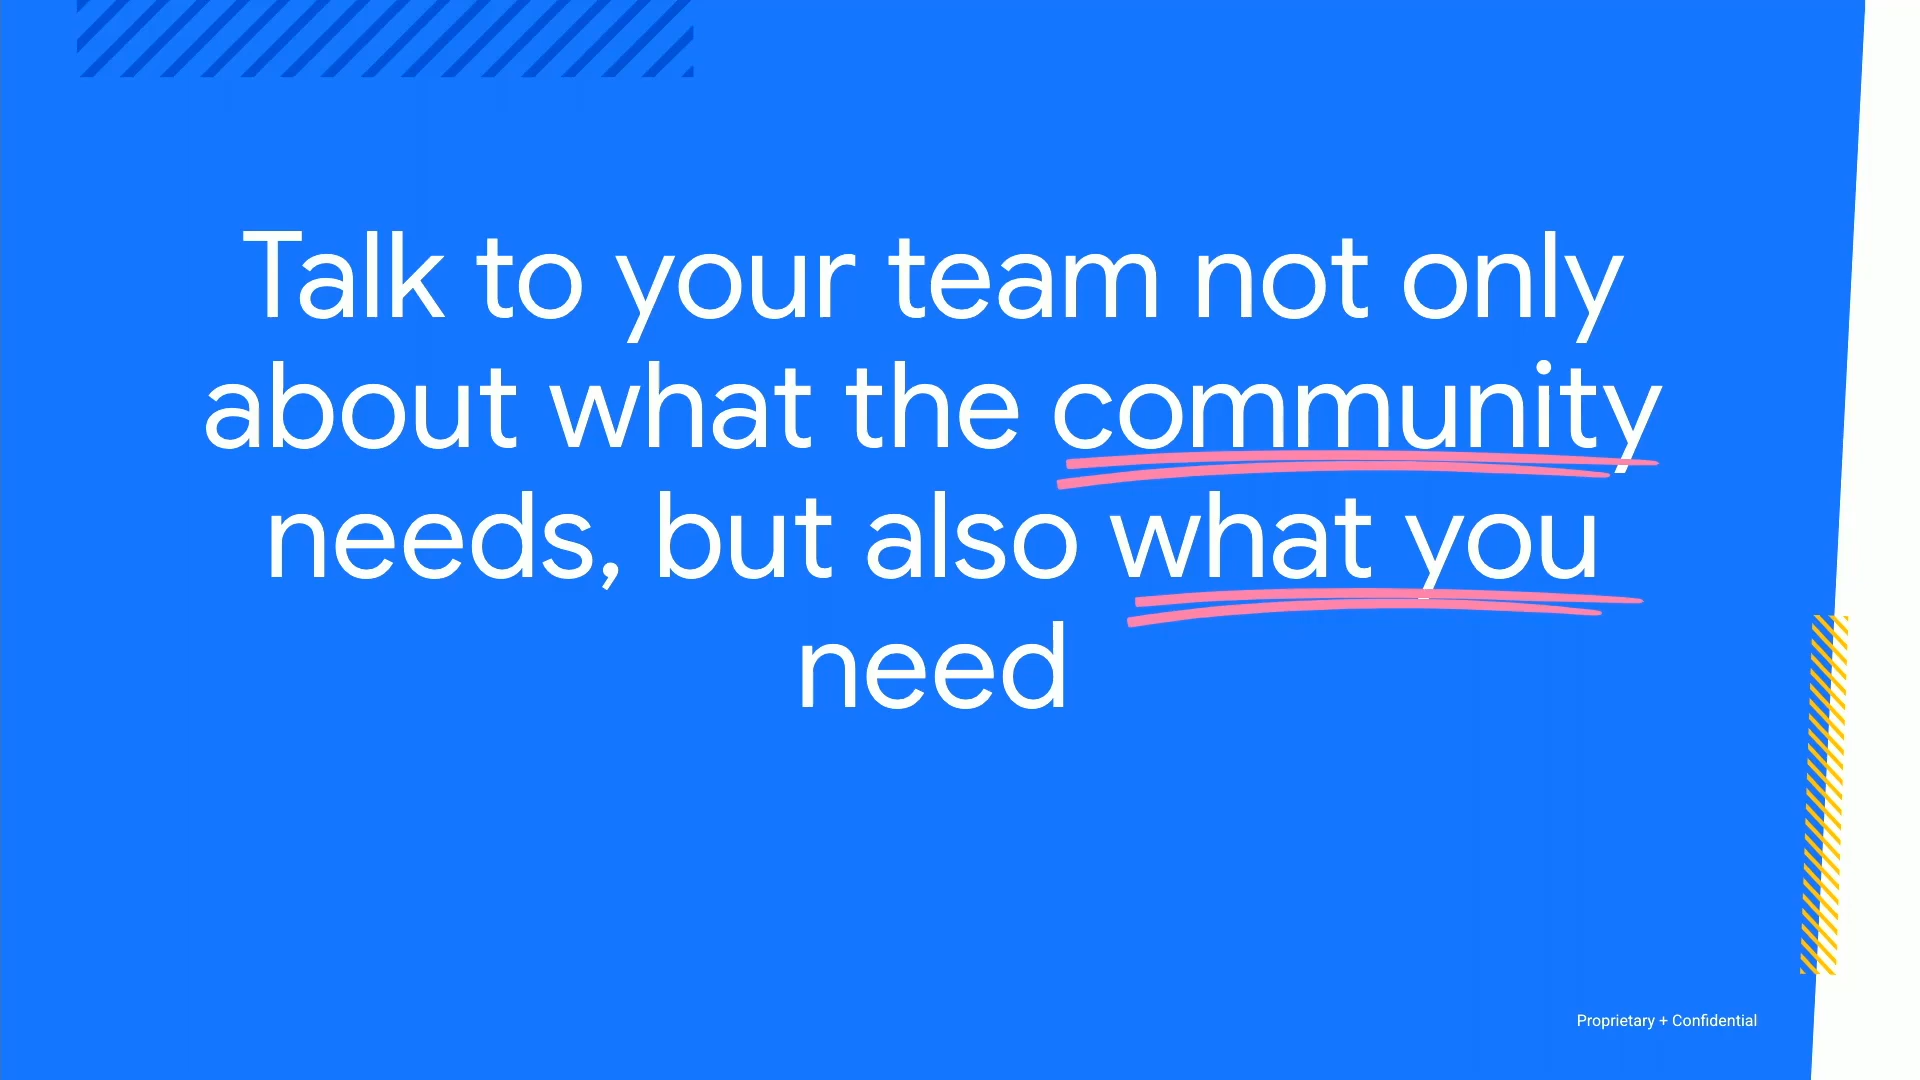 Talk to your team not only
about what the community
needs, but also what you
need
Proprietary + Confidential